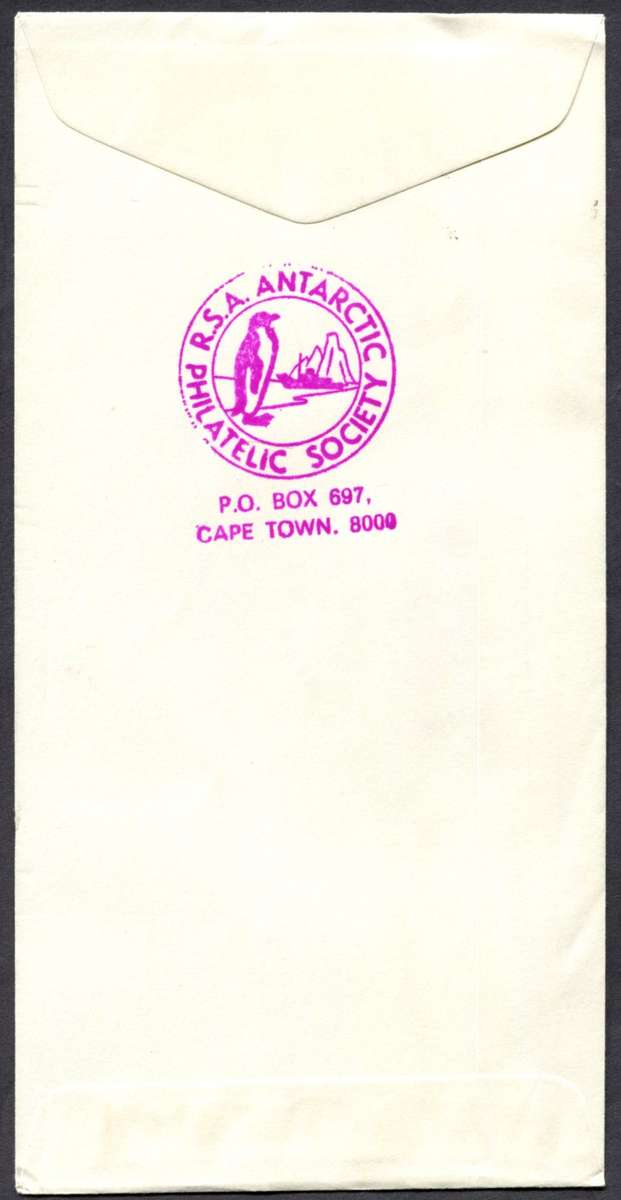 R.S.A. ANTARCTIC
PHILATELIC SOCIETY
P.O. BOX 697,
CAPE TOWN. 8000